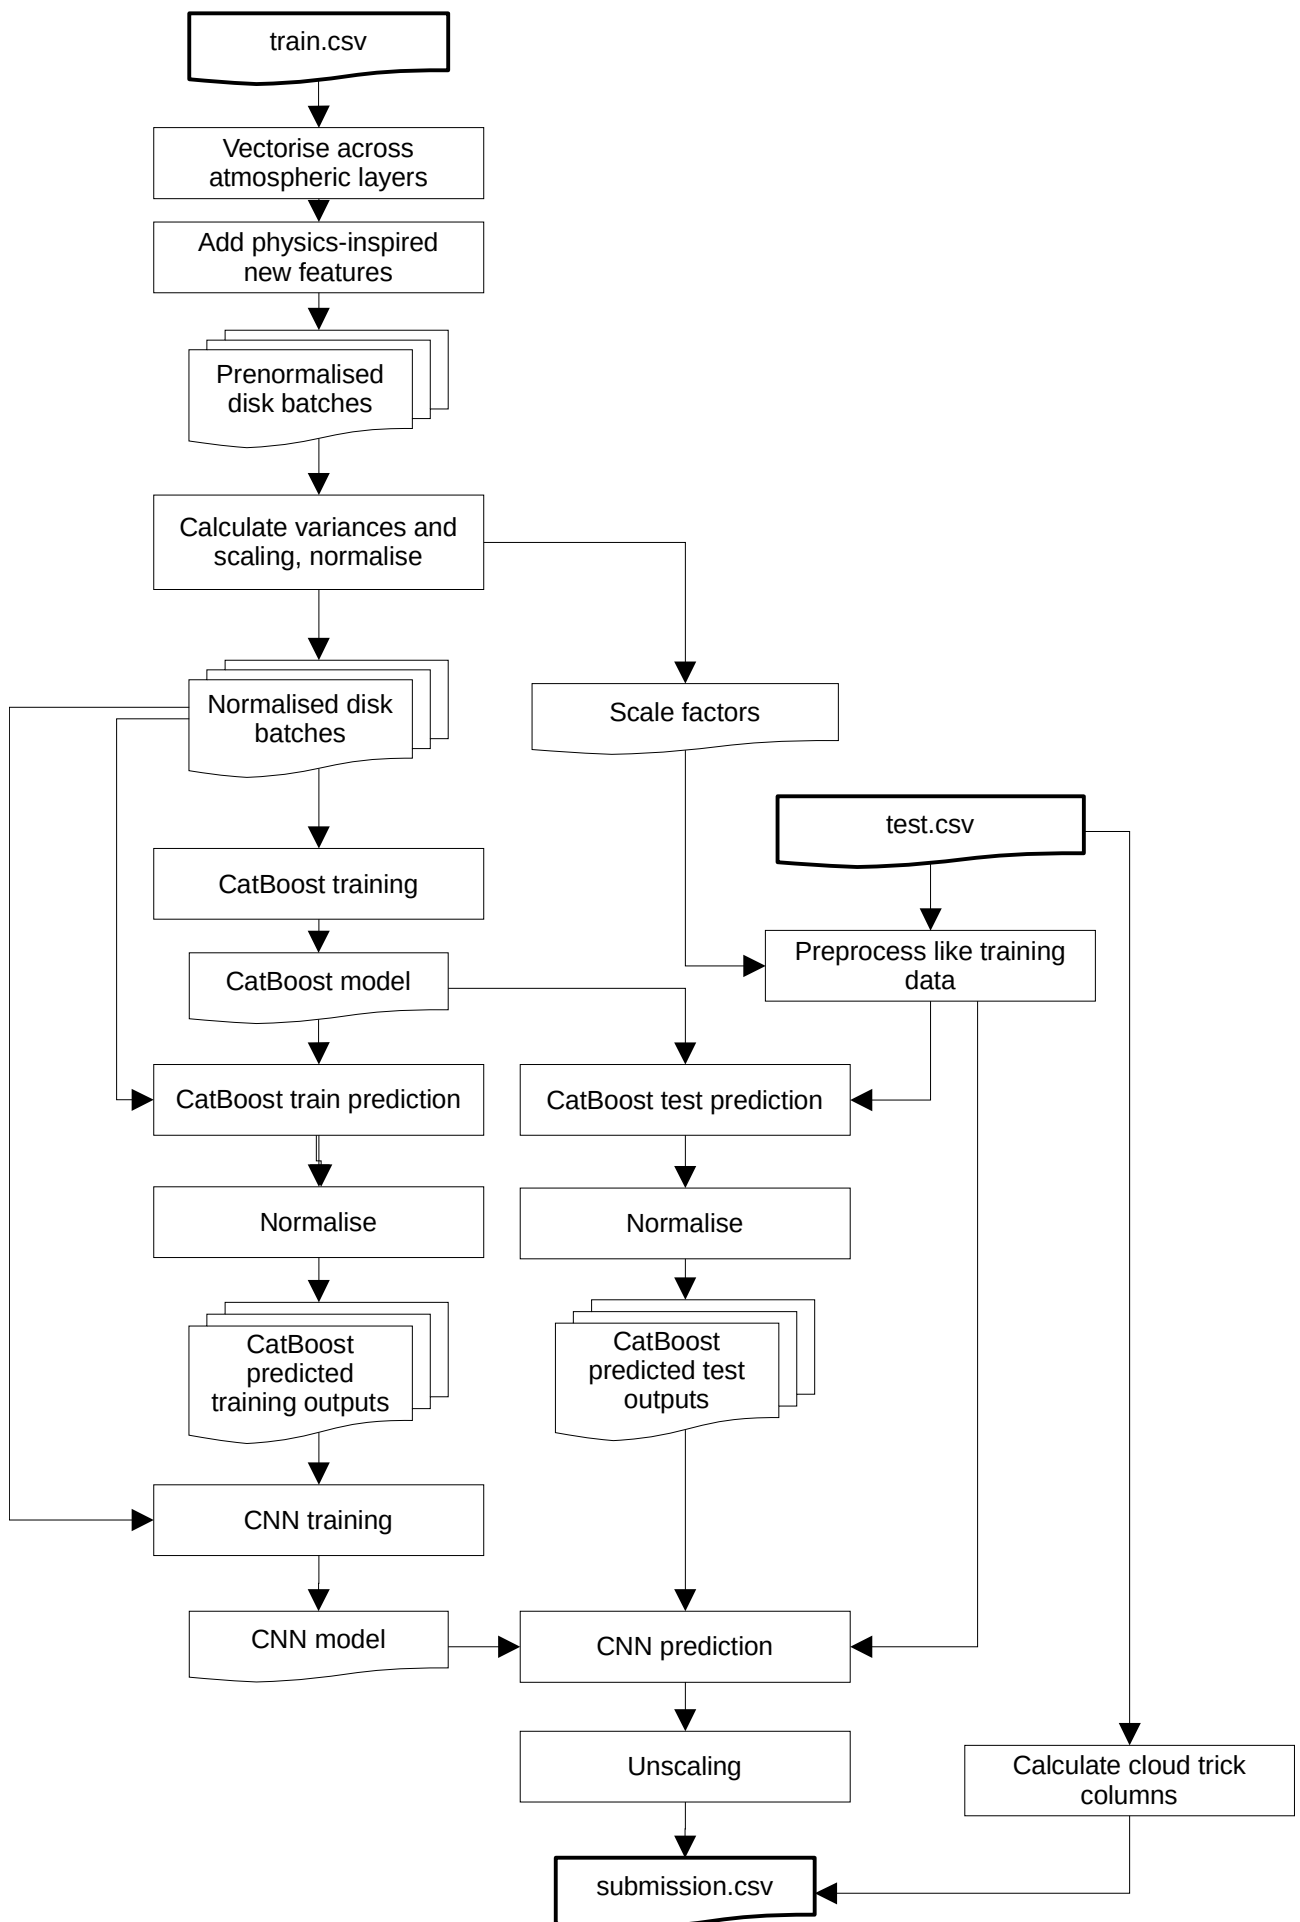 train.csv
Vectorise across
atmospheric layers
Add physics-inspired
new features
Prenormalised
disk batches
Calculate variances and
scaling, normalise
Normalised disk
batches
Scale factors
test.csv
CatBoost training
Preprocess like training
data
CatBoost model
CatBoost train prediction
CatBoost test prediction
Normalise
Normalise
CatBoost
predicted
training outputs
CatBoost
predicted test
outputs
CNN training
CNN model
CNN prediction
Unscaling
Calculate cloud trick
columns
submission.csv